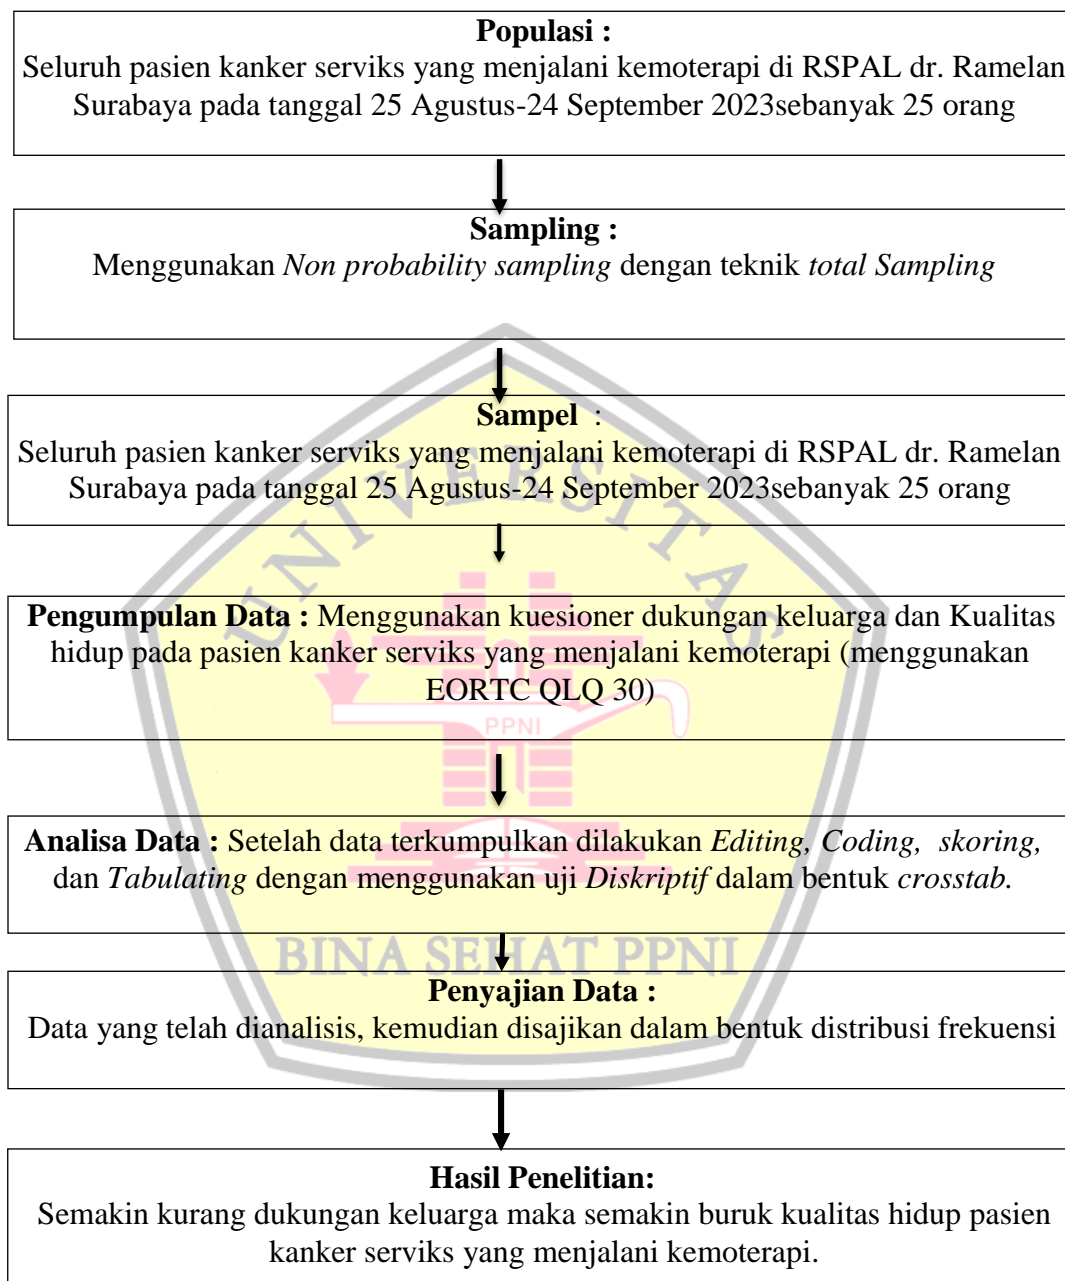 Populasi :
Seluruh pasien kanker serviks yang menjalani kemoterapi di RSPAL dr. Ramelan
Surabaya pada tanggal 25 Agustus-24 September 2023sebanyak 25 orang
Sampling :
Menggunakan Non probability sampling dengan teknik total Sampling
Sampel :
Seluruh pasien kanker serviks yang menjalani kemoterapi di RSPAL dr. Ramelan
Surabaya pada tanggal 25 Agustus-24 September 2023sebanyak 25 orang
UNIVERSITAS
Pengumpulan Data : Menggunakan kuesioner dukungan keluarga dan Kualitas
hidup pada pasien kanker serviks yang menjalani kemoterapi (menggunakan
EORTC QLQ 30)
PPNI
Analisa Data : Setelah data terkumpulkan dilakukan Editing, Coding, skoring,
dan Tabulating dengan menggunakan uji Diskriptif dalam bentuk crosstab.
BINA SEHAT PPNI
Penyajian Data :
Data yang telah dianalisis, kemudian disajikan dalam bentuk distribusi frekuensi
Hasil Penelitian:
Semakin kurang dukungan keluarga maka semakin buruk kualitas hidup pasien
kanker serviks yang menjalani kemoterapi.